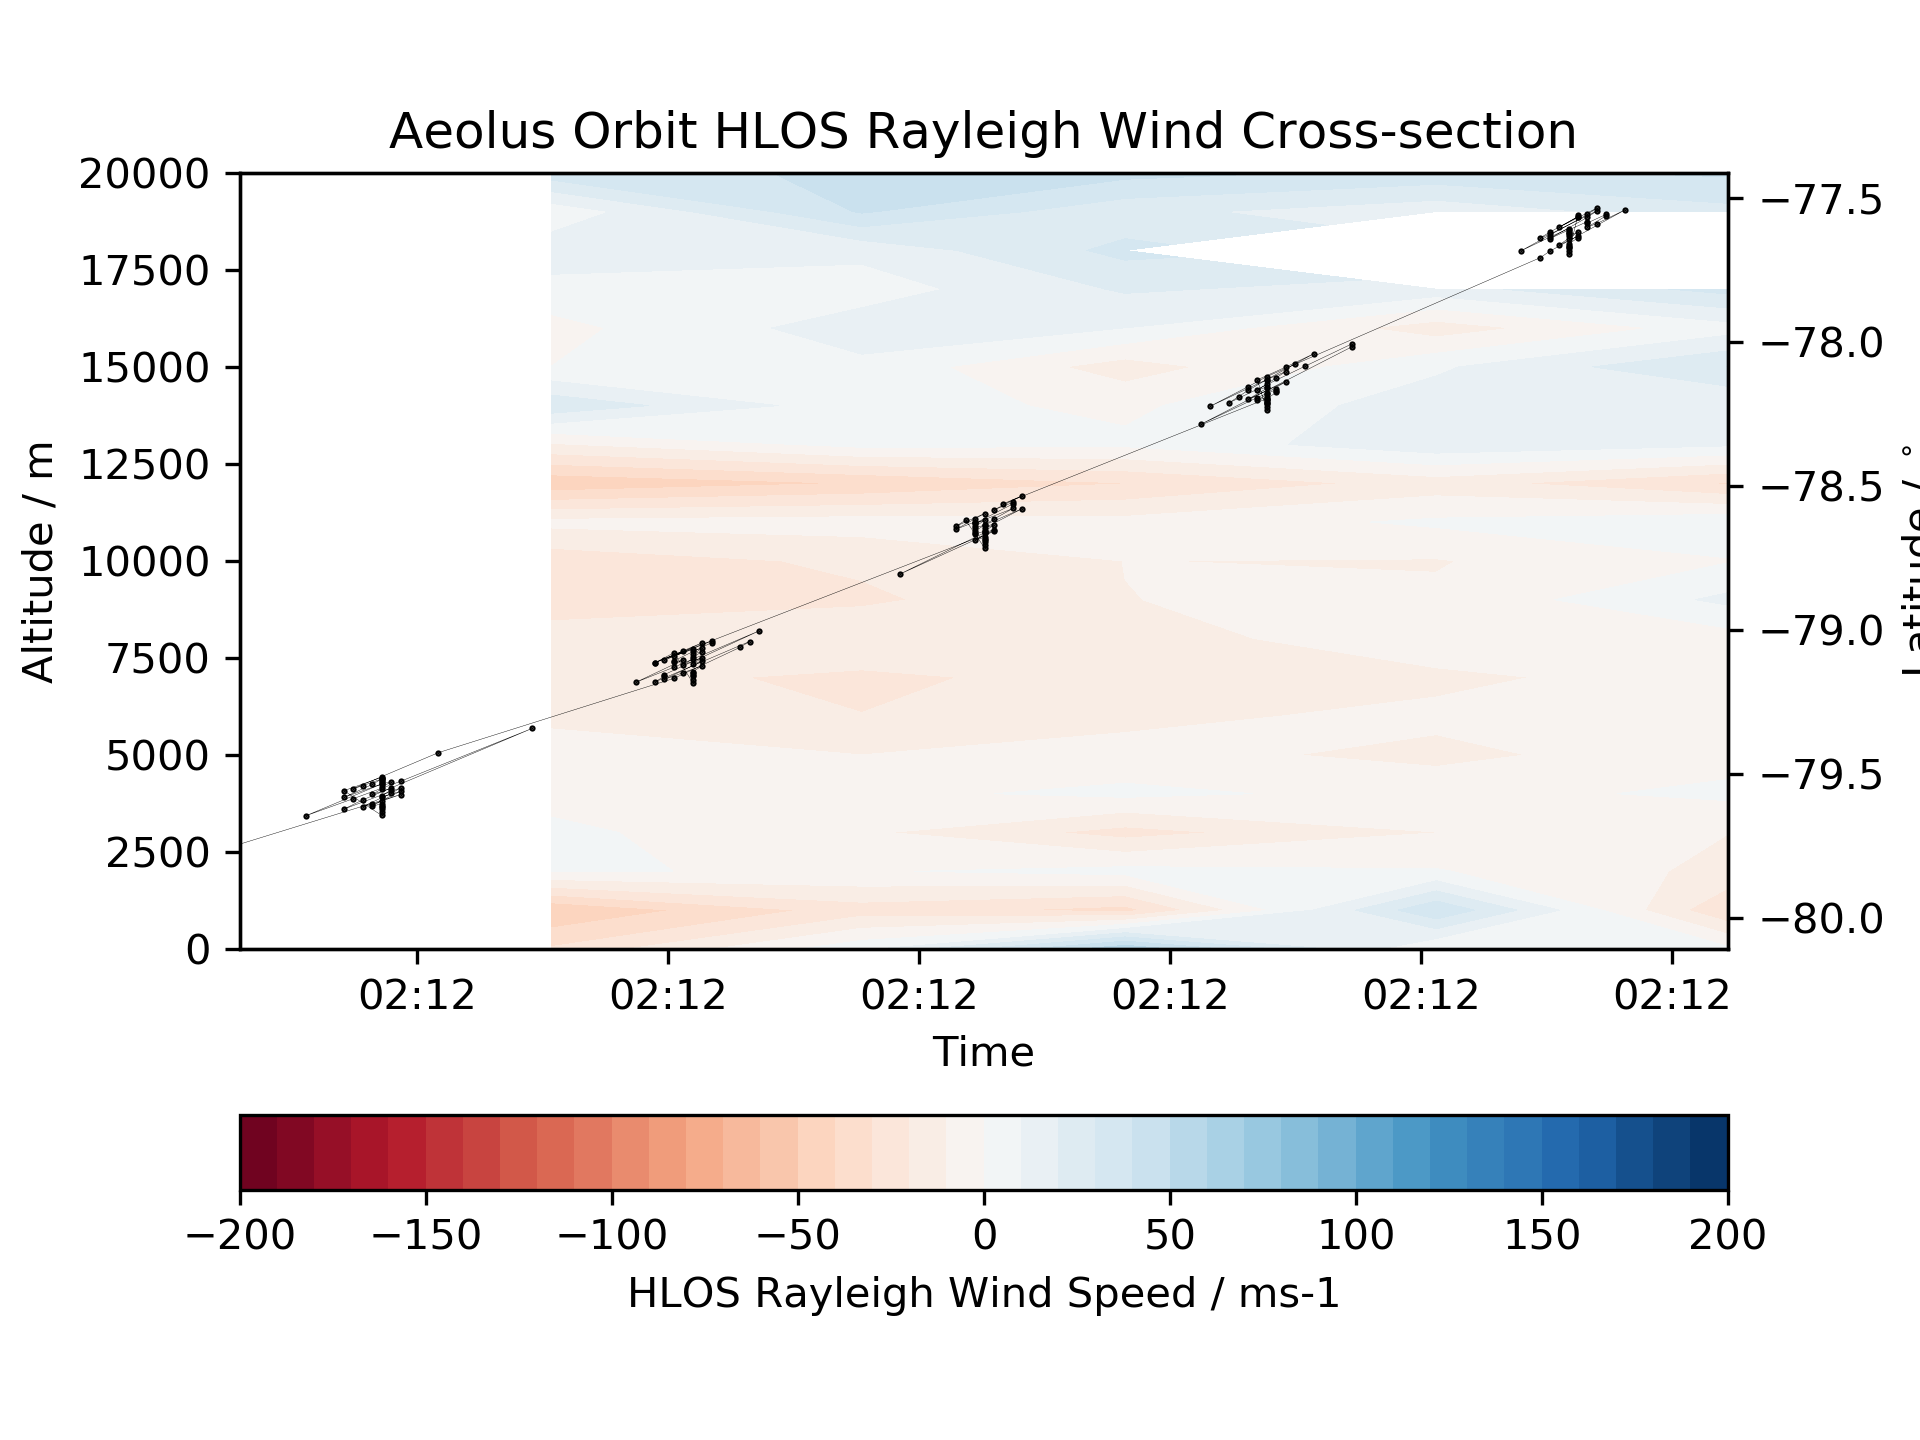 Aeolus Orbit HLOS Rayleigh Wind Cross-section
20000
17500
15000
12500
10000
7500
5000
2500
0
Altitude / m
−77.5
−78.0
−78.5
−79.0
−79.5
−80.0
Latitude / °
02:12 02:12 02:12 02:12 02:12 02:12
Time
−200 −150 −100 −50 0 50 100 150 200
HLOS Rayleigh Wind Speed / ms-1